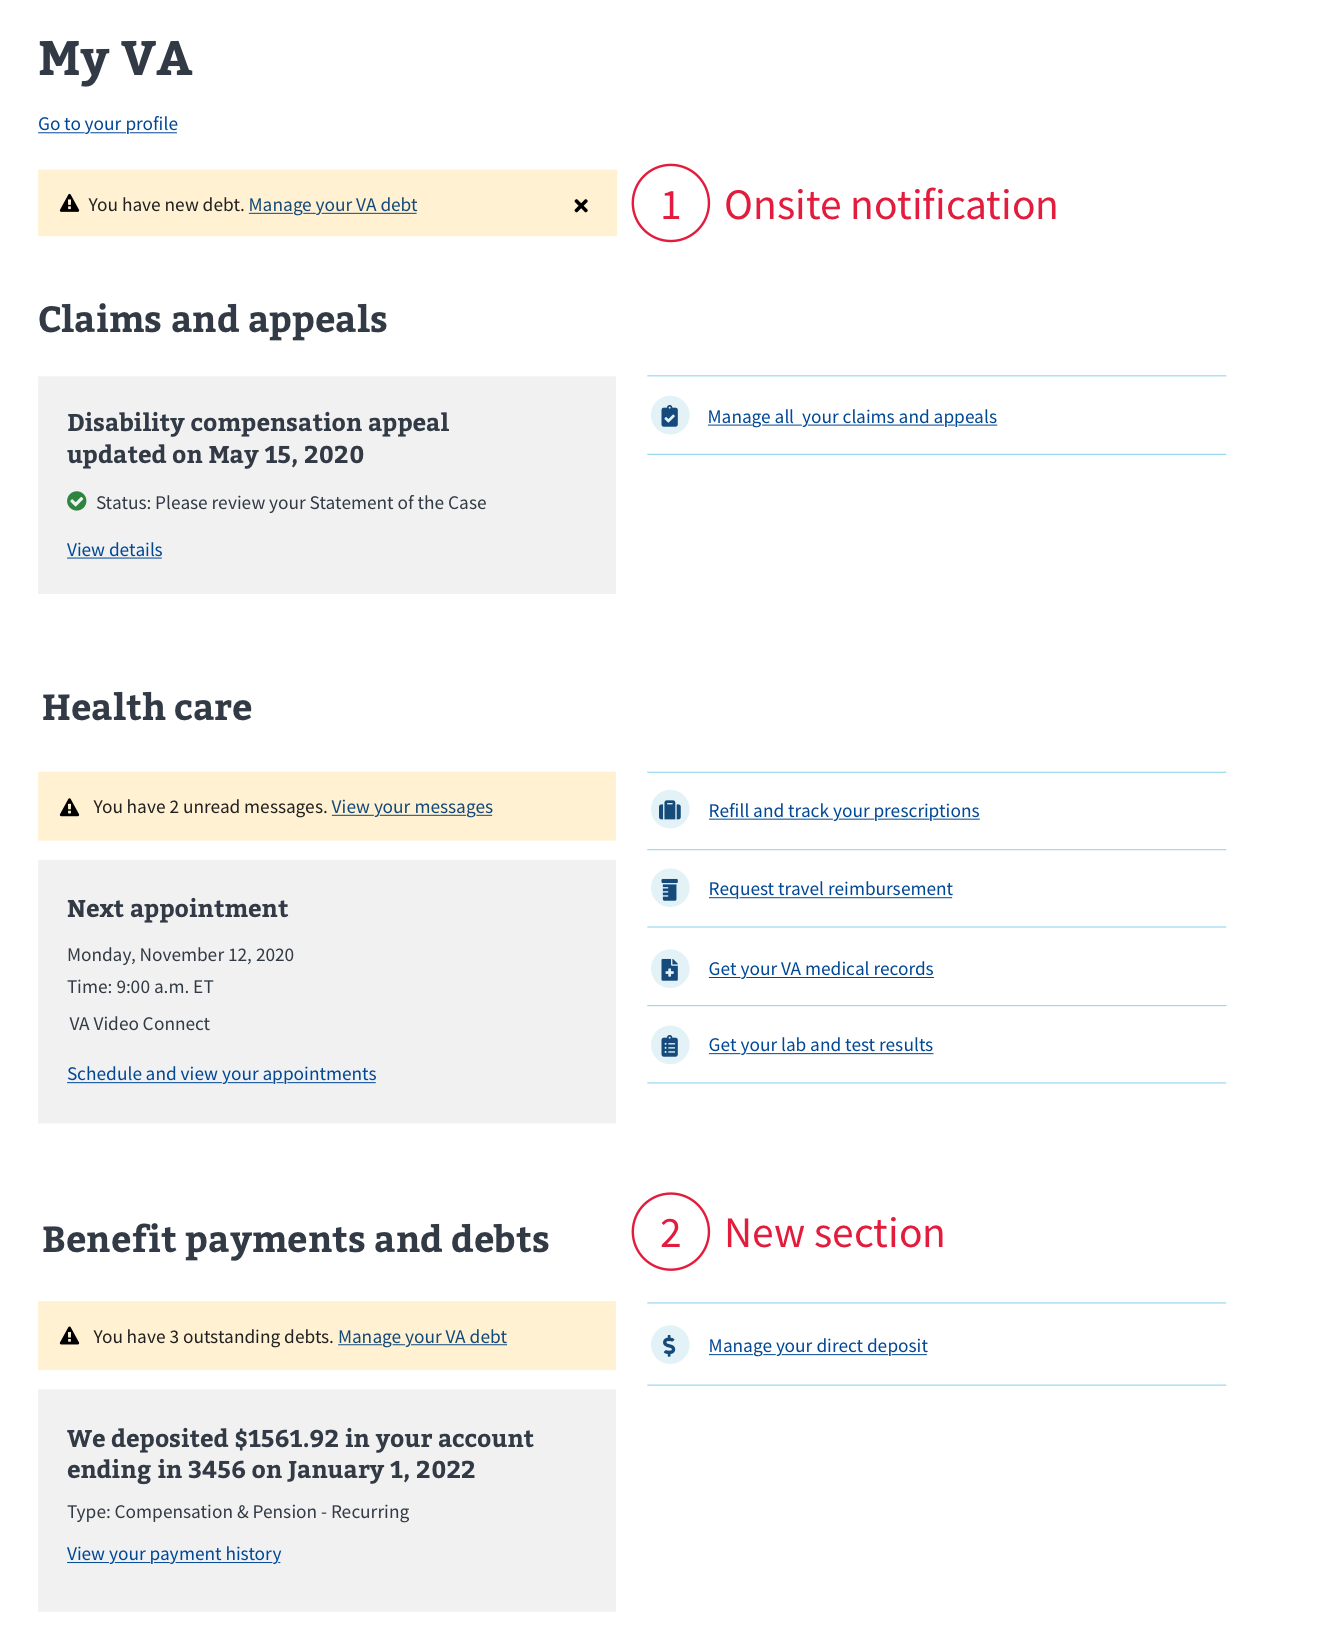 My VA
Go to your profile
You have new debt. Manage your VA debt
1 Onsite notification
Claims and appeals
Disability compensation appeal
updated on May 15, 2020
Status: Please review your Statement of the Case
View details
Manage all  your claims and appeals
Health care
You have 2 unread messages. View your messages
Next appointment
Monday, November 12, 2020
Time: 9:00 a.m. ET
VA Video Connect
Schedule and view your appointments
Refill and track your prescriptions
Request travel reimbursement
Get your VA medical records
Get your lab and test results
Benefit payments and debts
2 New section
You have 3 outstanding debts. Manage your VA debt
We deposited $1561.92 in your account
ending in 3456 on January 1, 2022
Type: Compensation & Pension - Recurring
View your payment history
Manage your direct deposit